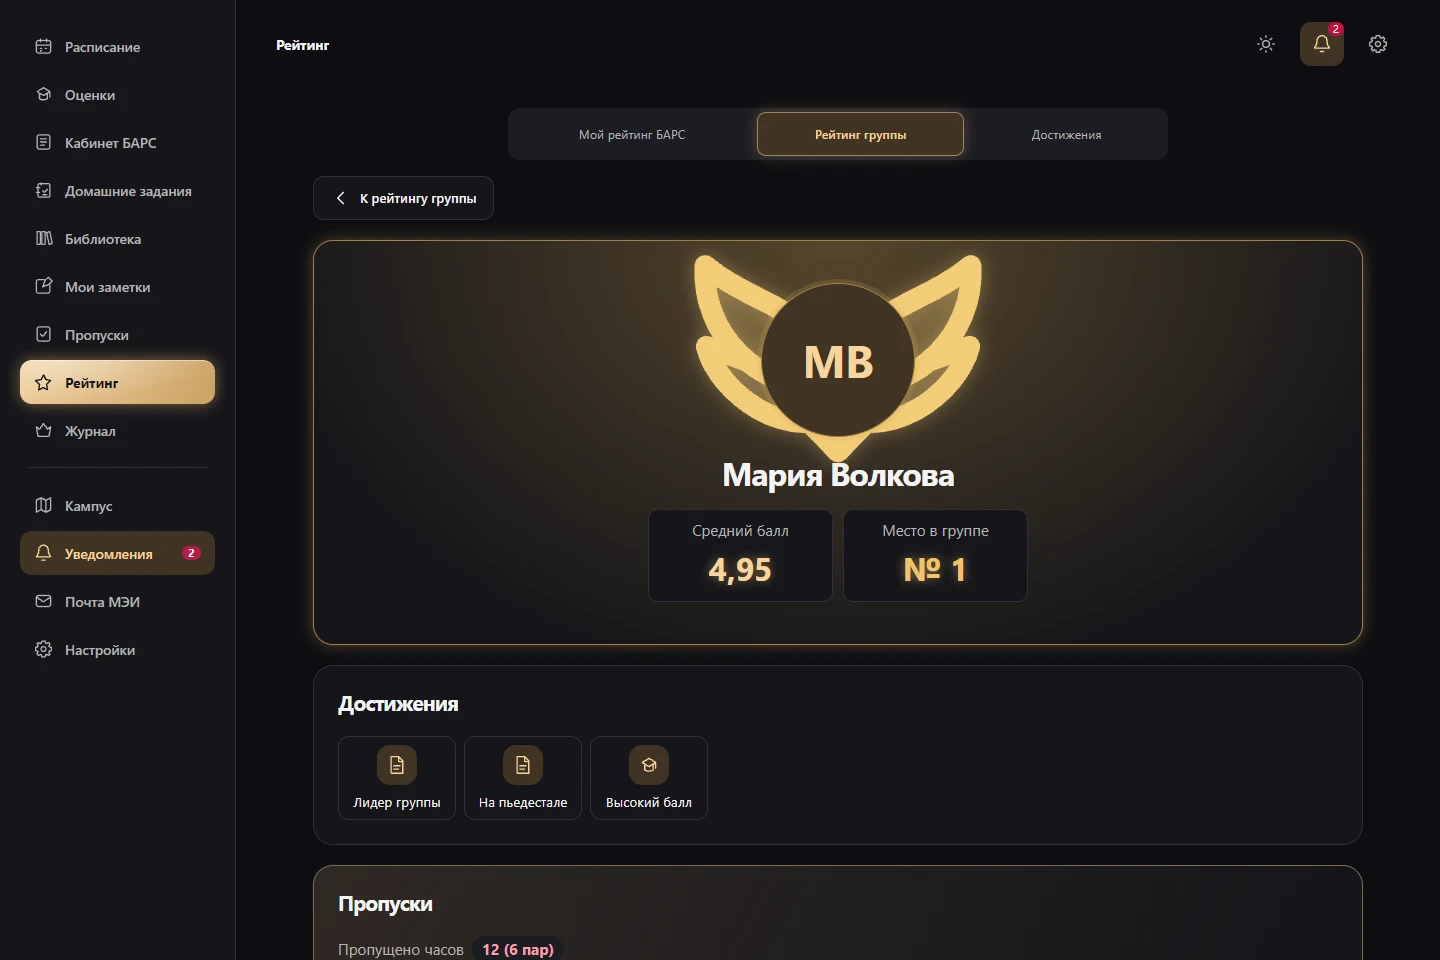 Расписание
Оценки
Кабинет БАРС
Домашние задания
Библиотека
Мои заметки
Пропуски
Рейтинг
Журнал
Кампус
Уведомления 2
Почта МЭИ
Настройки
Рейтинг
2
Мой рейтинг БАРС
Рейтинг группы
Достижения
К рейтингу группы
МВ
Мария Волкова
Средний балл
4,95
Место в группе
№ 1
Достижения
Лидер группы
На пьедестале
Высокий балл
Пропуски
Пропущено часов 12 (6 пар)